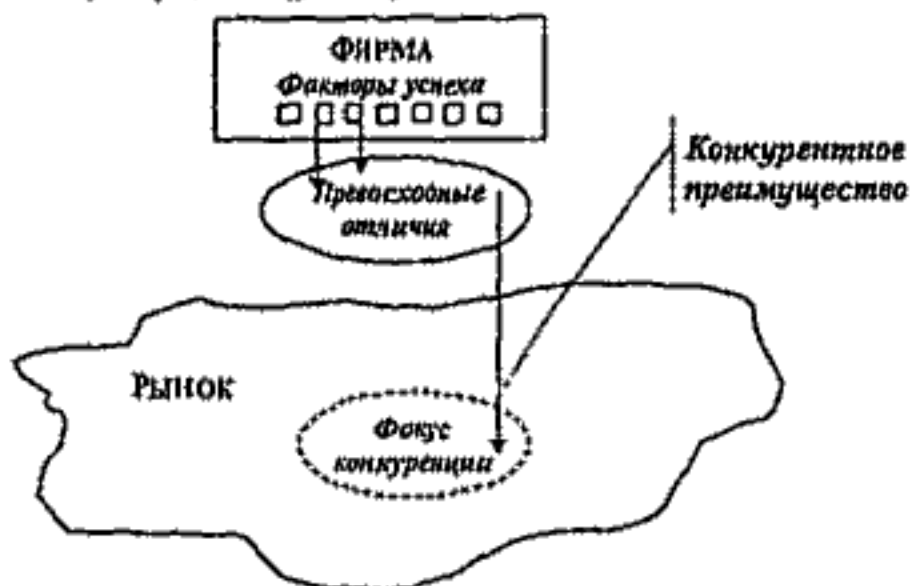 ФИРМА
Факторы успеха
Превосходные
отличия
Конкурентное
преимущество
РЫНОК
Фокус
конкуренции